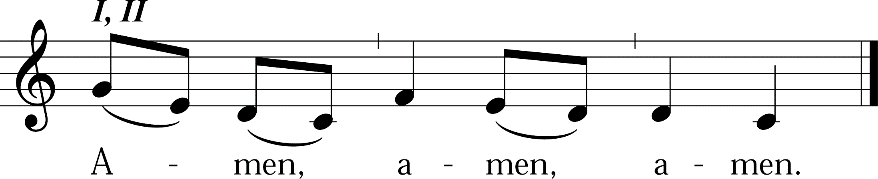 I, II
A - men, a - men, a - men.